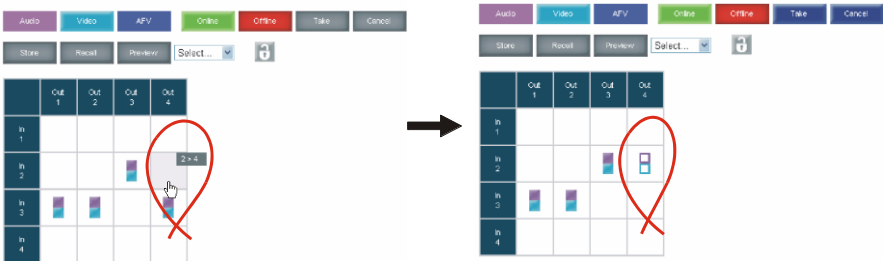 Audio Video AFV Online Offline Take Cancel
Store Recall Preview Select...
Out 1 Out 2 Out 3 Out 4
In 1
In 2
2 > 4
In 3
In 4
Audio Video AFV Online Offline Take Cancel
Store Recall Preview Select...
Out 1 Out 2 Out 3 Out 4
In 1
In 2
In 3
In 4